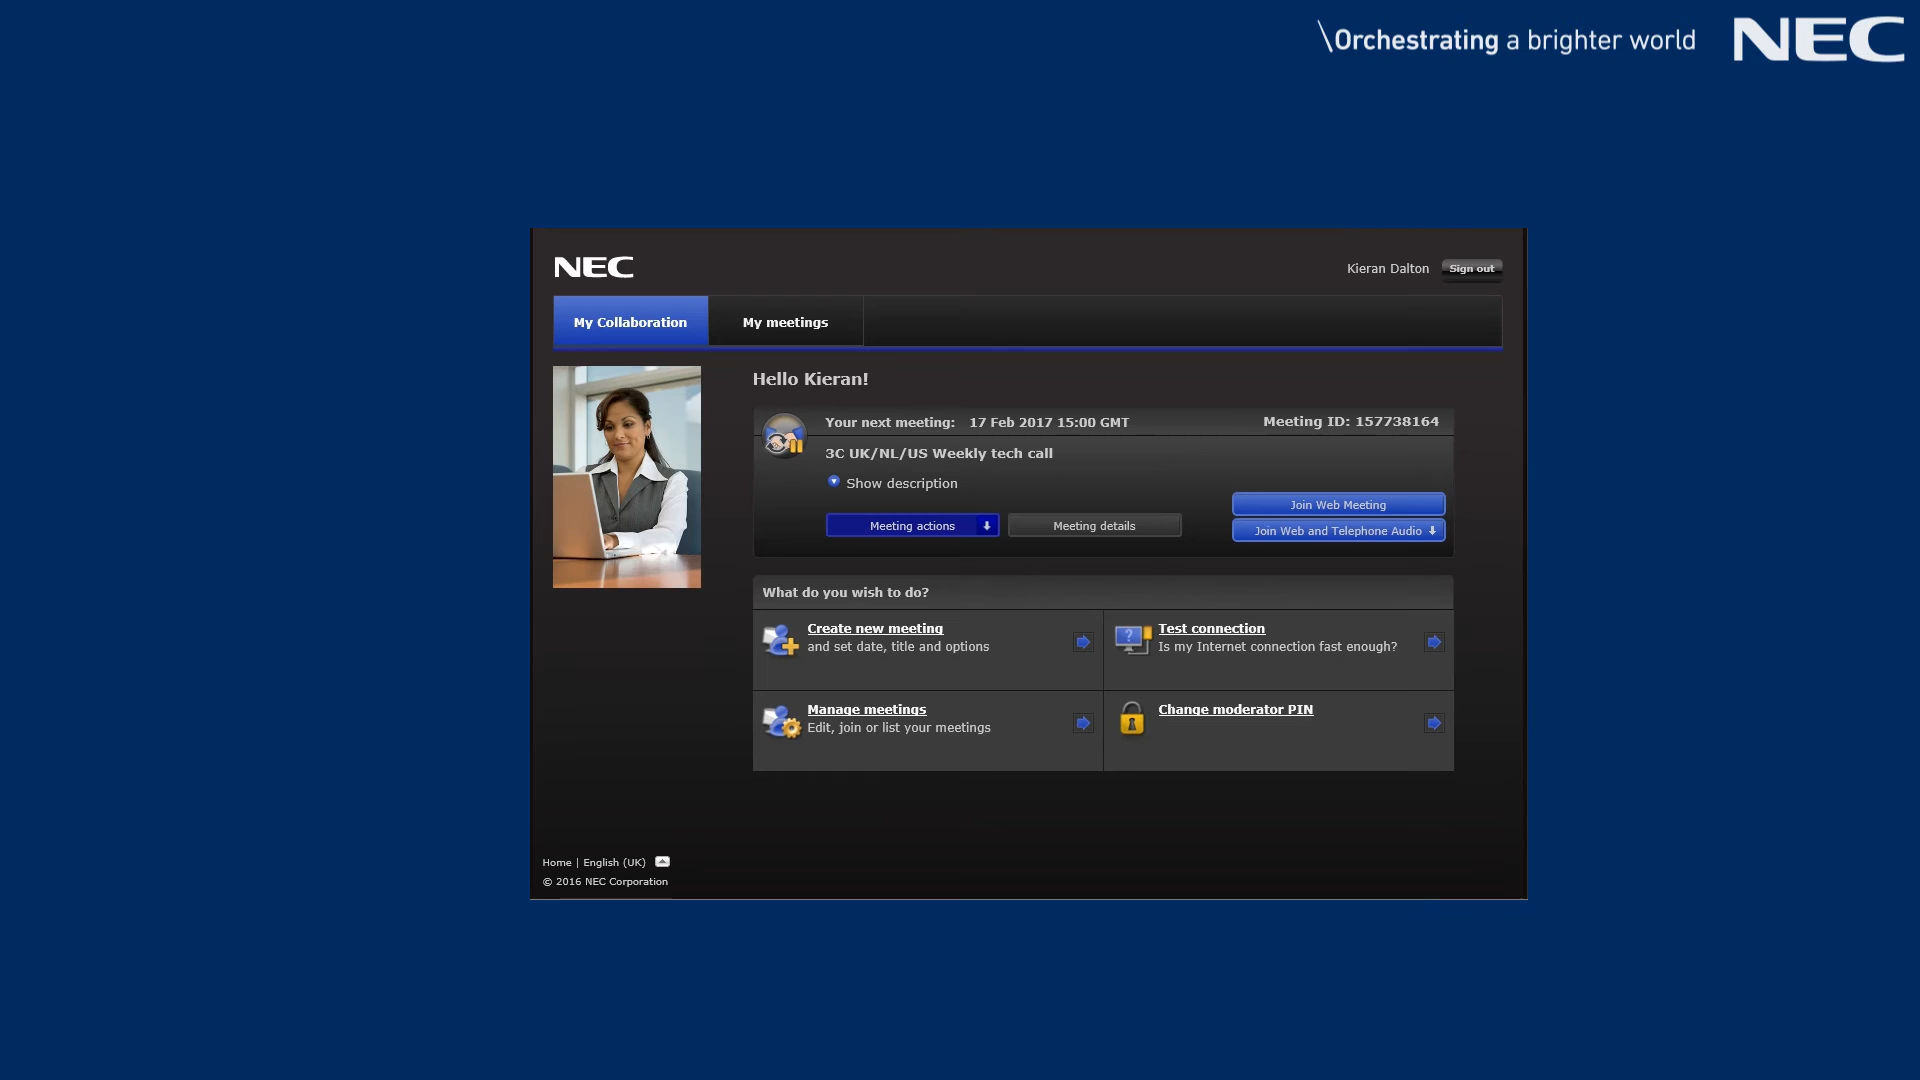 \Orchestrating a brighter world NEC
NEC
Kieran Dalton Sign out
My Collaboration My meetings
Hello Kieran!
Your next meeting: 17 Feb 2017 15:00 GMT Meeting ID: 157738164
3C UK/NL/US Weekly tech call
Show description
Join Web Meeting
Meeting actions Meeting details
Join Web and Telephone Audio
What do you wish to do?
Create new meeting
and set date, title and options
Test connection
Is my Internet connection fast enough?
Manage meetings
Edit, join or list your meetings
Change moderator PIN
Home | English (UK)
© 2016 NEC Corporation